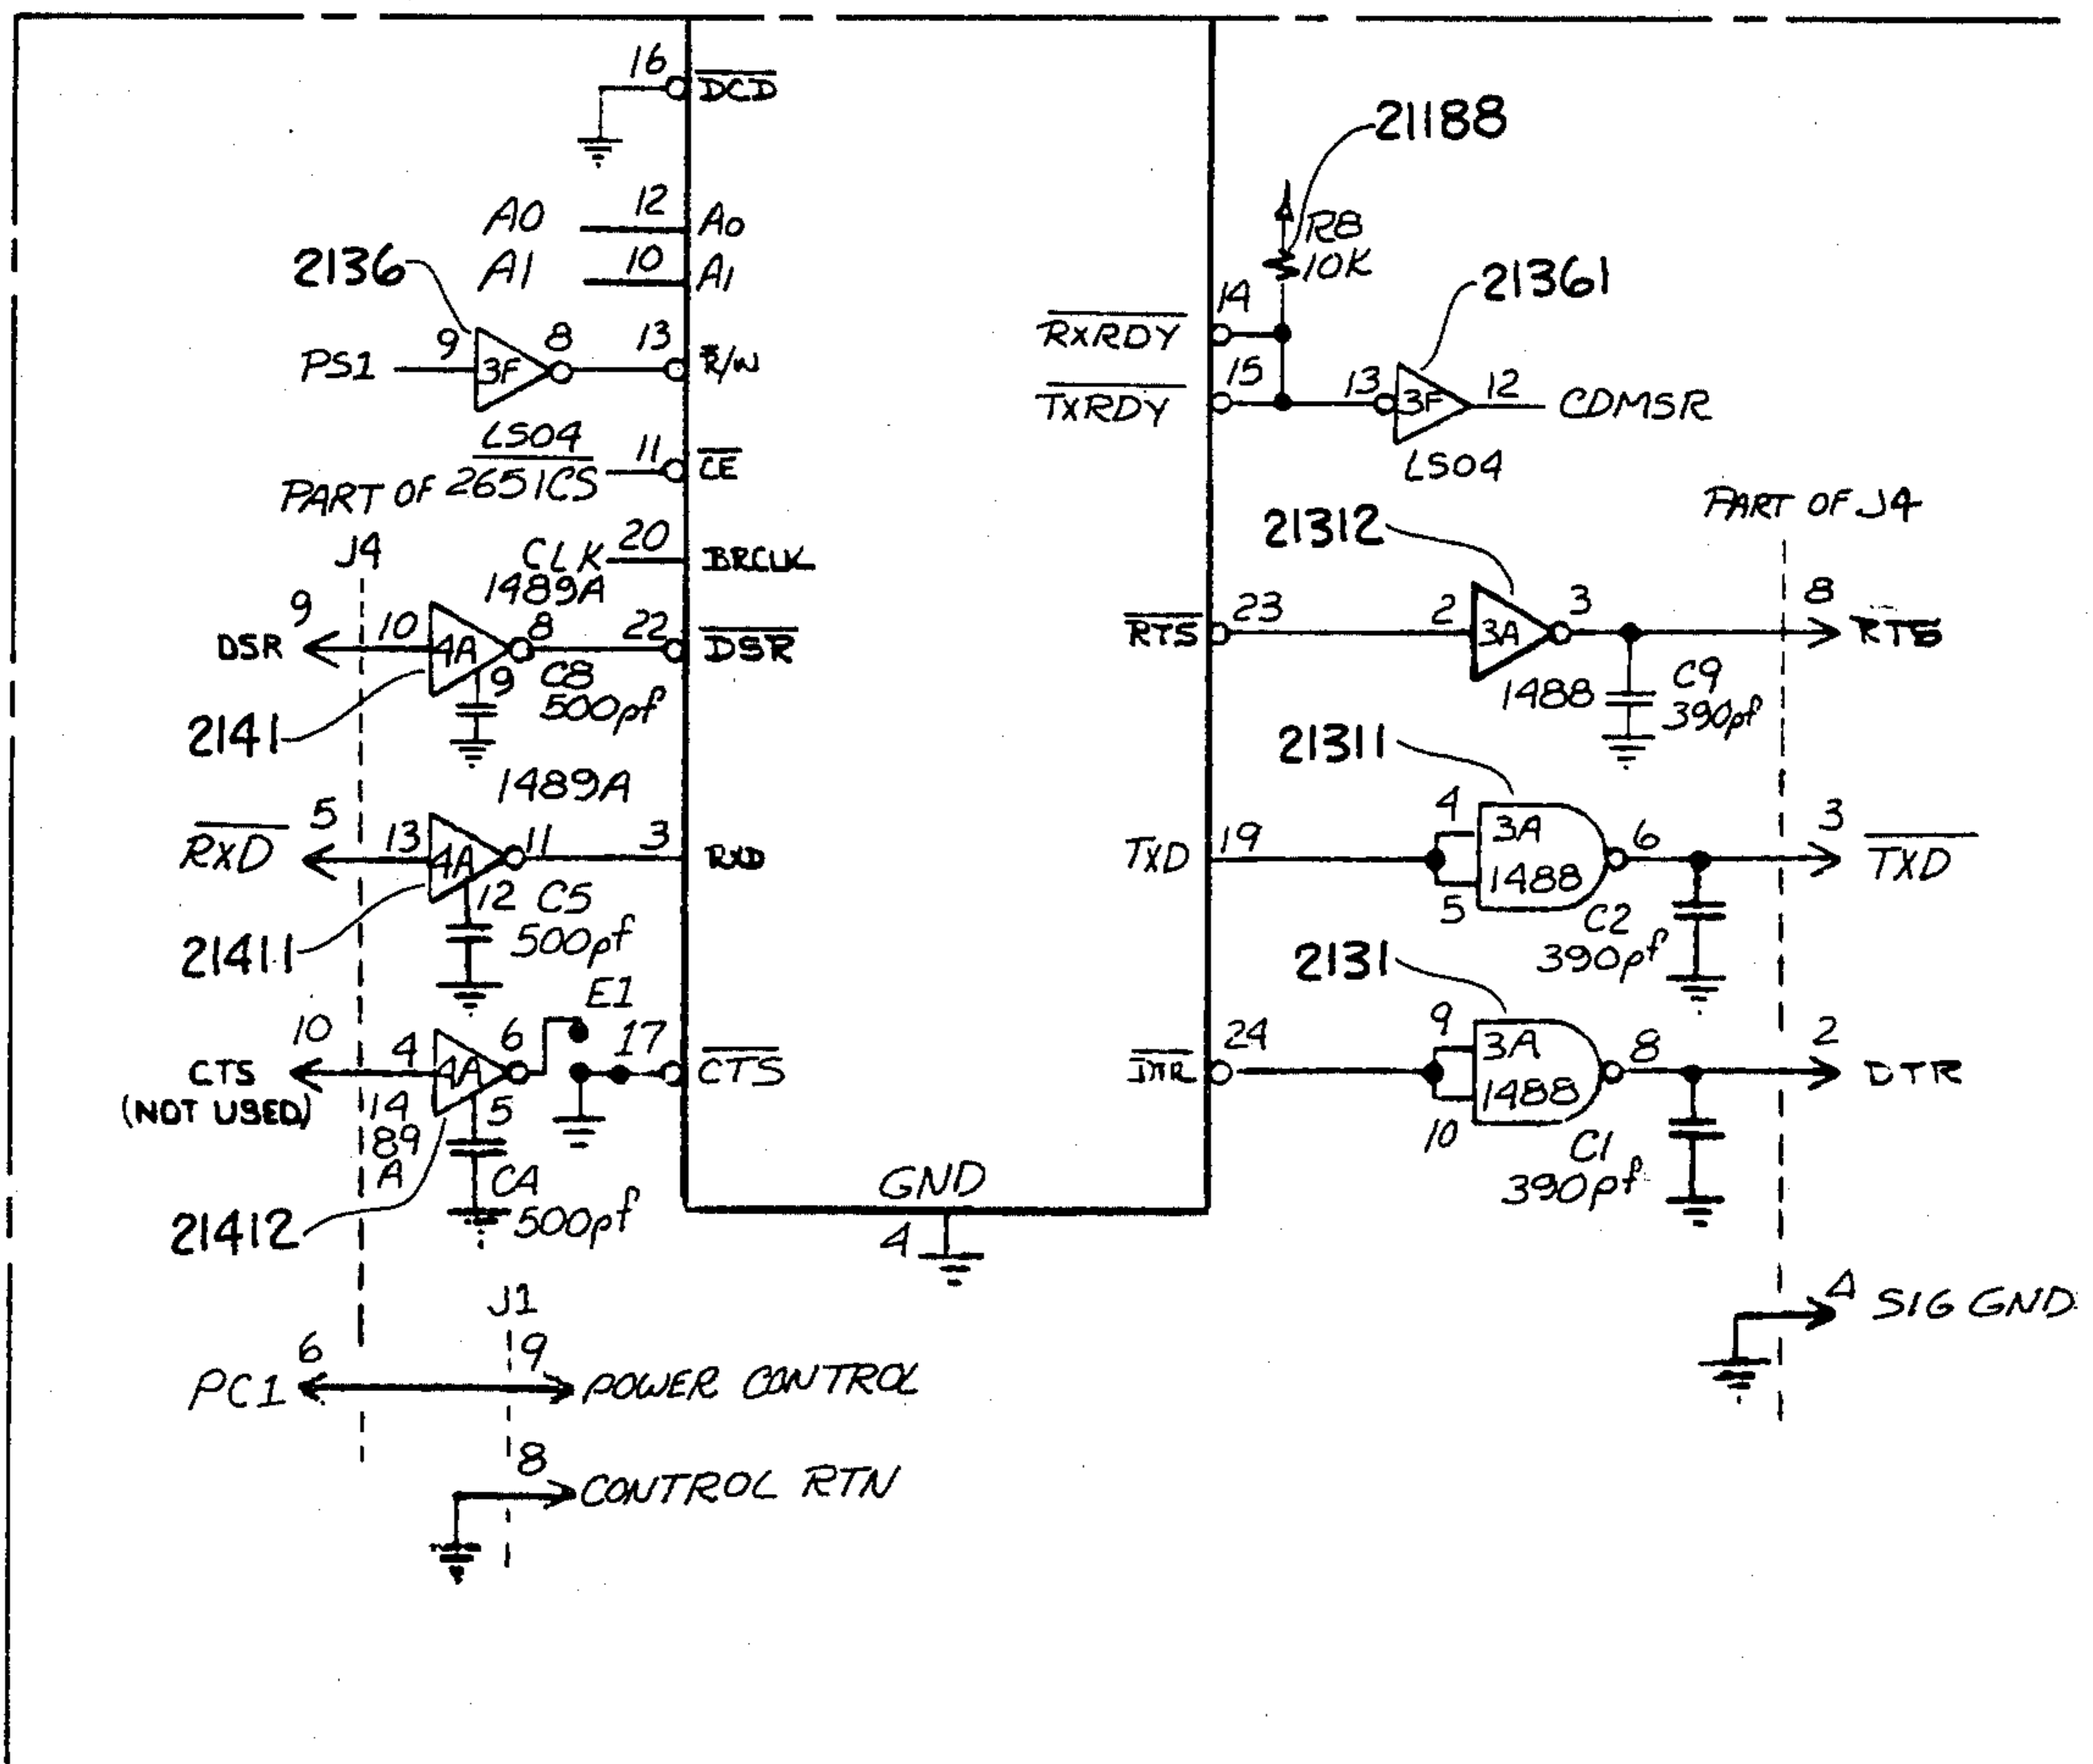 16 DCD
21188
A0 12 A0
A1 10 A1
R8
10K
2136
21361
PS1 9 3F 8 13 R/W
LS04
14 RXRDY
15 TXRDY
13 3F 12 CDMSR
LS04
2651CS 11 CE
PART OF
J4
CLK 20 BRCLK
1489A
9
DSR 10 4A 8 22 DSR
9 C8
500pf
2141
PART OF J4
21312
RTS 23 2 3A 3 8 RTS
1488 C9
390pf
1489A
5
RXD 13 4A 11 3 RXD
12 C5
500pf
21411
21311
TXD 19 4 3A 6 3 TXD
5 1488
C2
390pf
E1
10
CTS 4 4A 6 17 CTS
(NOT USED)
14
89
A
5
C4
500pf
21412
2131
DTR 24 9 3A 8 2 DTR
10 1488
C1
390pf
GND
4
4 SIG GND
J1
6 9
PC1 POWER CONTROL
8
CONTROL RTN